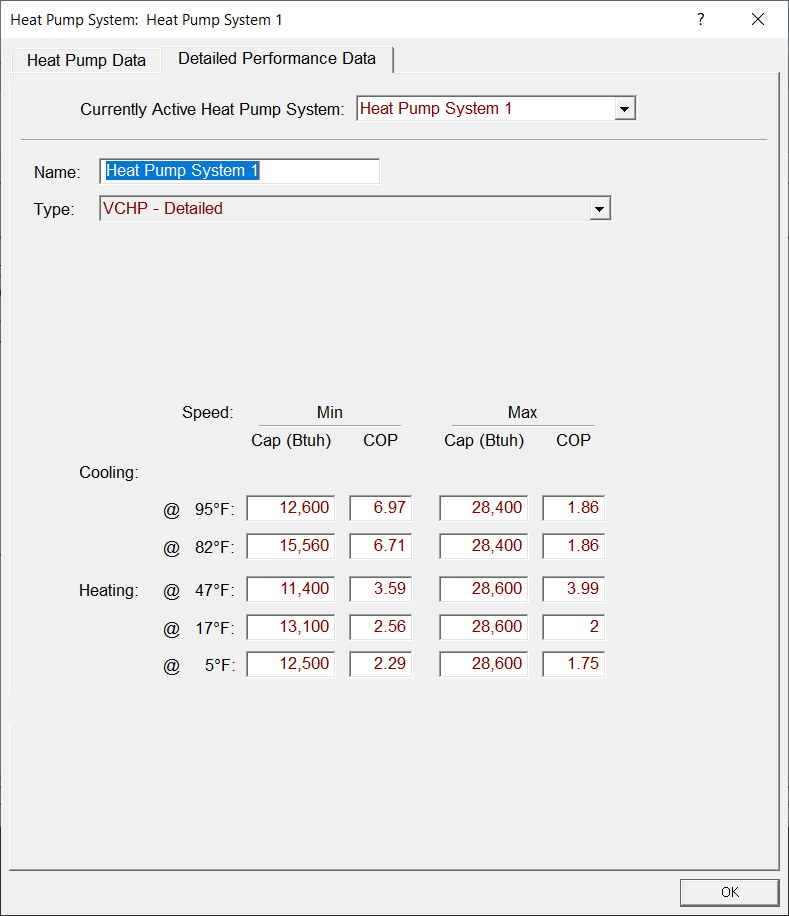 Heat Pump System: Heat Pump System 1 ?
Heat Pump Data Detailed Performance Data
Currently Active Heat Pump System: Heat Pump System 1
Name: Heat Pump System 1
Type: VCHP - Detailed
Speed: Min Max
Cap (Btuh) COP Cap (Btuh) COP
Cooling:
@ 95°F: 12,600 6.97 28,400 1.86
@ 82°F: 15,560 6.71 28,400 1.86
Heating: @ 47°F: 11,400 3.59 28,600 3.99
@ 17°F: 13,100 2.56 28,600 2
@ 5°F: 12,500 2.29 28,600 1.75
OK